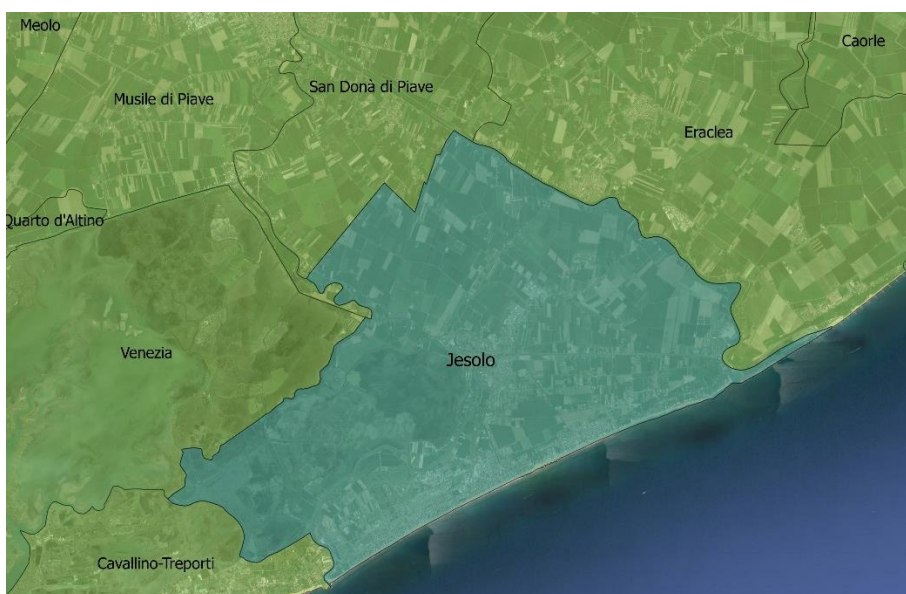 Meolo
Caorle
San Donà di Piave
Musile di Piave
Eraclea
Quarto d'Altino
Venezia
Jesolo
Cavallino-Treporti